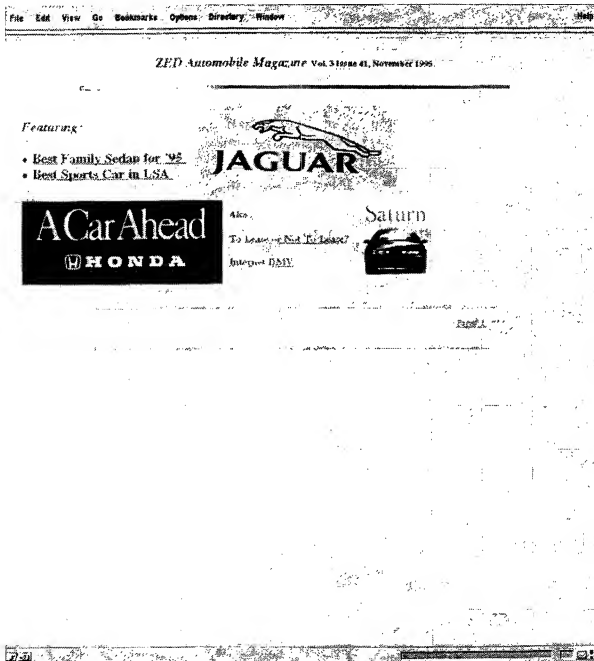 File Edit View Go Bookmarks Options Directory Window Help
ZED Automobile Magazine Vol. 3 Issue 41, November 1995
Featuring:
• Best Family Sedan for '95
• Best Sports Car in USA
JAGUAR
A Car Ahead
HONDA
Also
To Lease or Not To Lease?
Internet DMV
Saturn